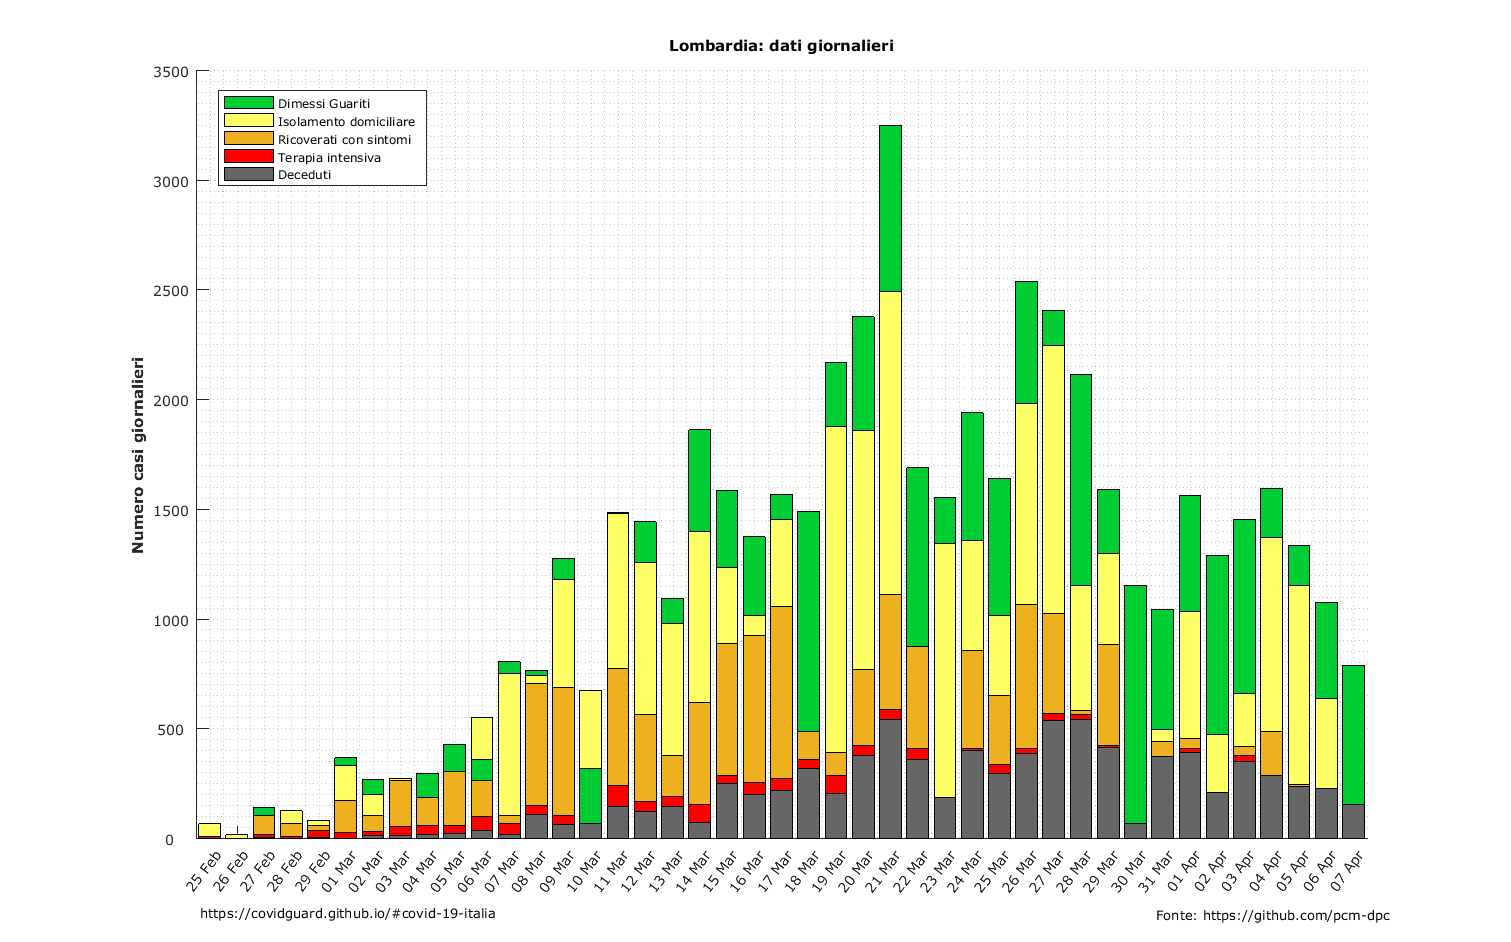 Lombardia: dati giornalieri
3500
3000
2500
2000
1500
1000
500
0
Numero casi giornalieri
Dimessi Guariti
Isolamento domiciliare
Ricoverati con sintomi
Terapia intensiva
Deceduti
25 Feb
26 Feb
27 Feb
28 Feb
29 Feb
01 Mar
02 Mar
03 Mar
04 Mar
05 Mar
06 Mar
07 Mar
08 Mar
09 Mar
10 Mar
11 Mar
12 Mar
13 Mar
14 Mar
15 Mar
16 Mar
17 Mar
18 Mar
19 Mar
20 Mar
21 Mar
22 Mar
23 Mar
24 Mar
25 Mar
26 Mar
27 Mar
28 Mar
29 Mar
30 Mar
31 Mar
01 Apr
02 Apr
03 Apr
04 Apr
05 Apr
06 Apr
07 Apr
https://covidguard.github.io/#covid-19-italia
Fonte: https://github.com/pcm-dpc